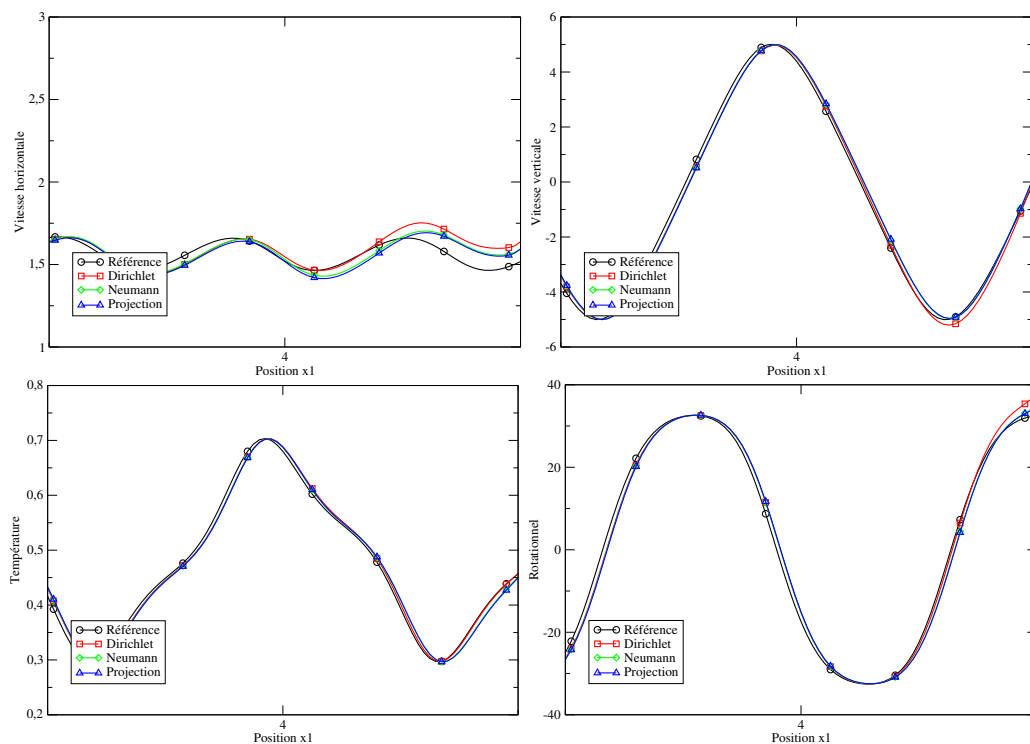 3
2,5
2
1,5
1
Vitesse horizontale
4
Position x1
Référence
Dirichlet
Neumann
Projection
6
4
2
0
-2
-4
-6
Vitesse verticale
4
Position x1
Référence
Dirichlet
Neumann
Projection
0,8
0,7
0,6
0,5
0,4
0,3
0,2
Température
4
Position x1
Référence
Dirichlet
Neumann
Projection
40
20
0
-20
-40
Rotationnel
4
Position x1
Référence
Dirichlet
Neumann
Projection